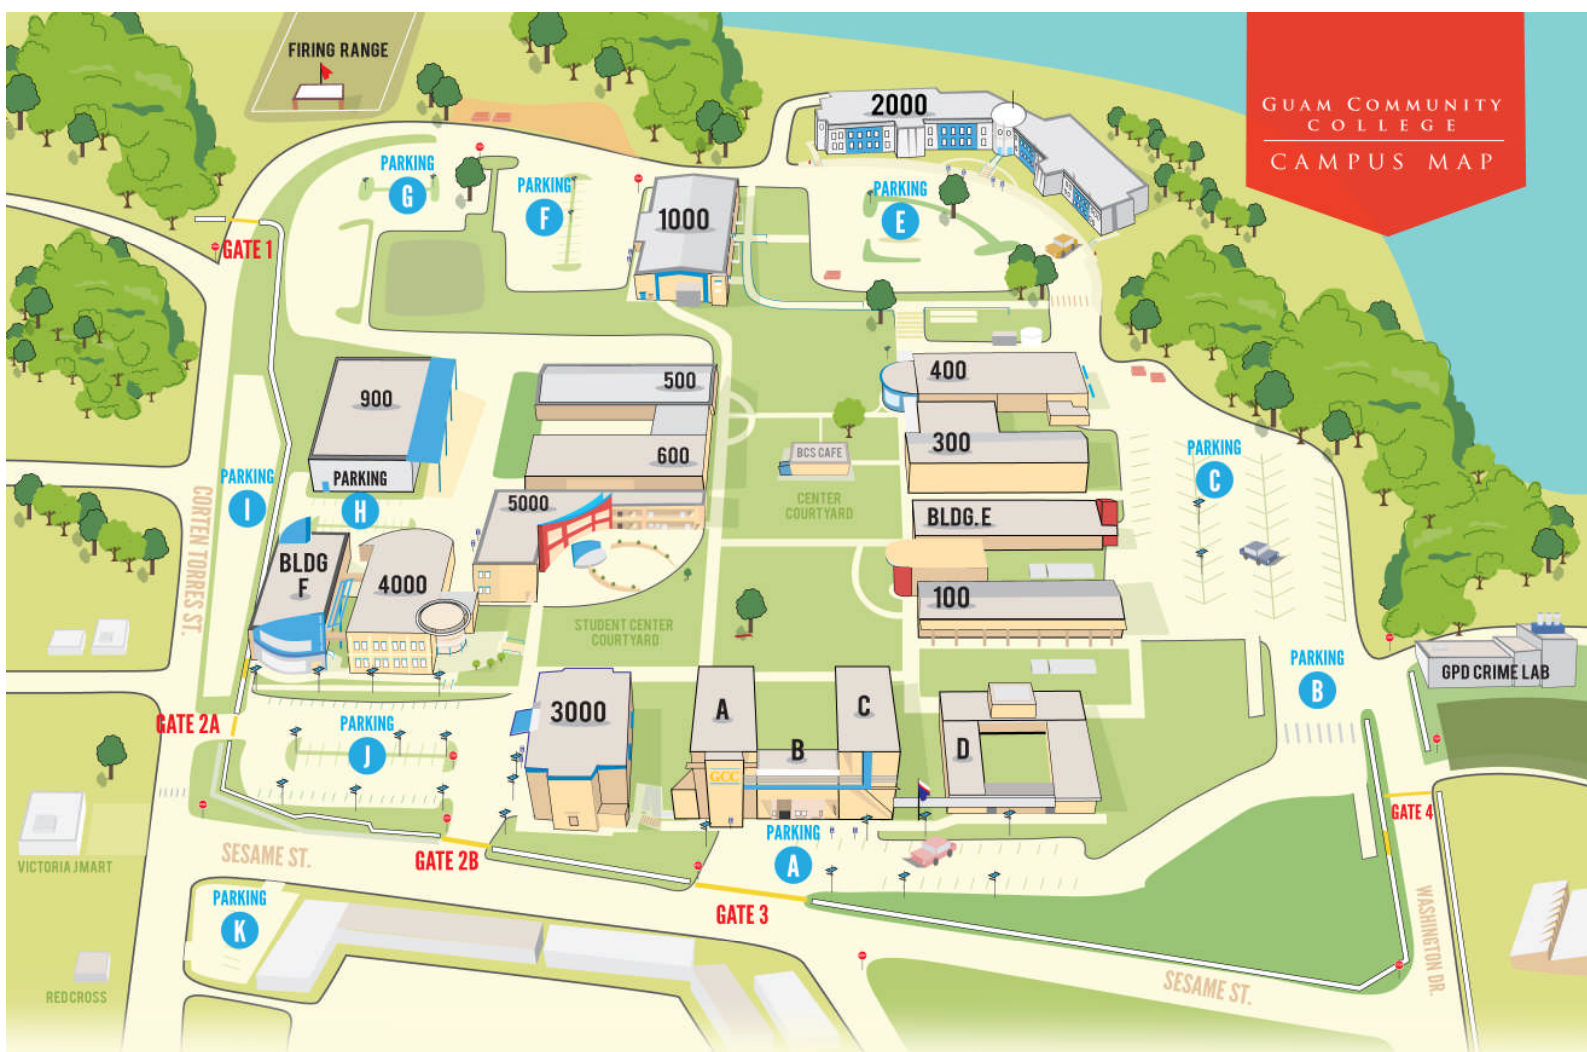 FIRING RANGE
2000
GUAM COMMUNITY
COLLEGE
CAMPUS MAP
PARKING
G
PARKING
F
1000
PARKING
E
GATE 1
900
500
400
600
BCS CAFE
300
PARKING
C
PARKING
I
PARKING
H
CENTER
COURTYARD
5000
BLDG.E
CORTEN TORRES ST.
BLDG
F
4000
100
STUDENT CENTER
COURTYARD
PARKING
B
GPD CRIME LAB
GATE 2A
PARKING
J
3000
A
C
B
D
GCC
GATE 4
PARKING
A
VICTORIA JMART
SESAME ST.
GATE 2B
GATE 3
PARKING
K
WASHINGTON DR.
RED CROSS
SESAME ST.